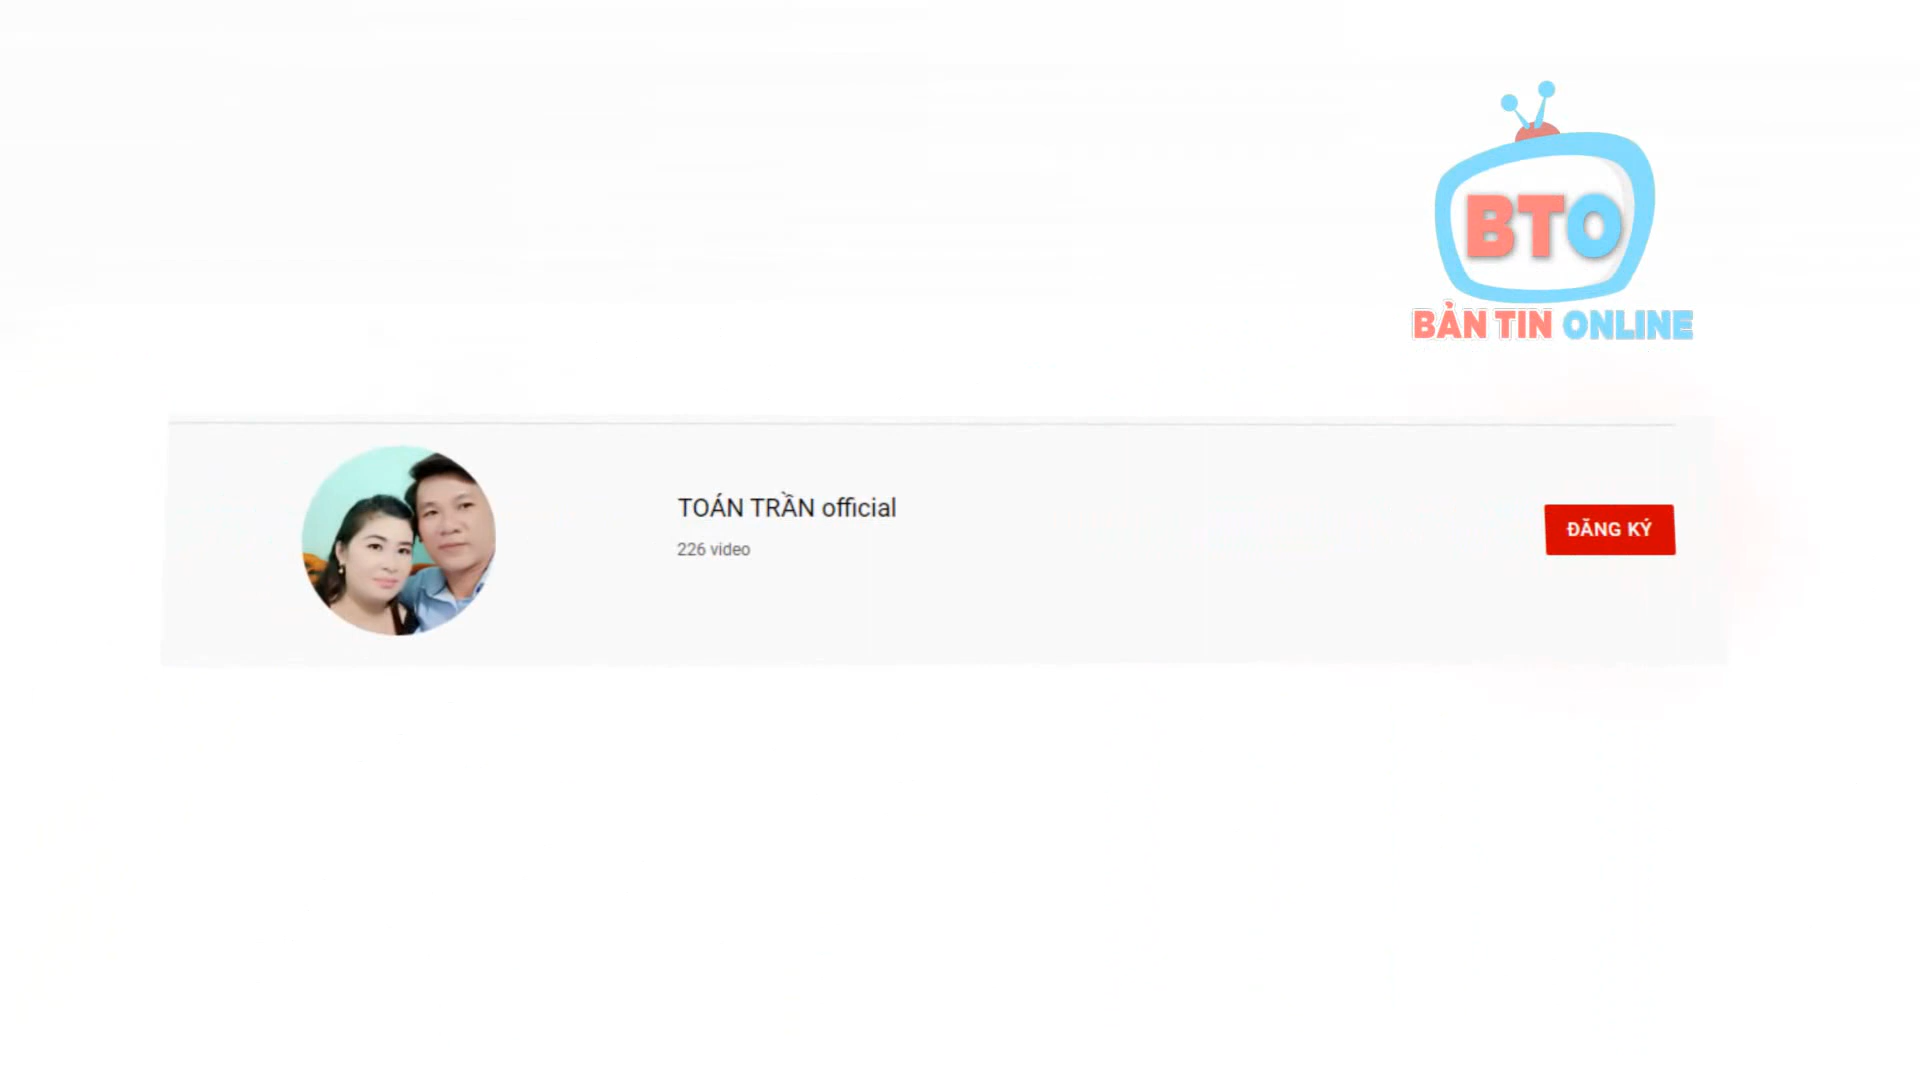 BTO
BẢN TIN ONLINE
TOÁN TRẦN official
226 video
ĐĂNG KÝ